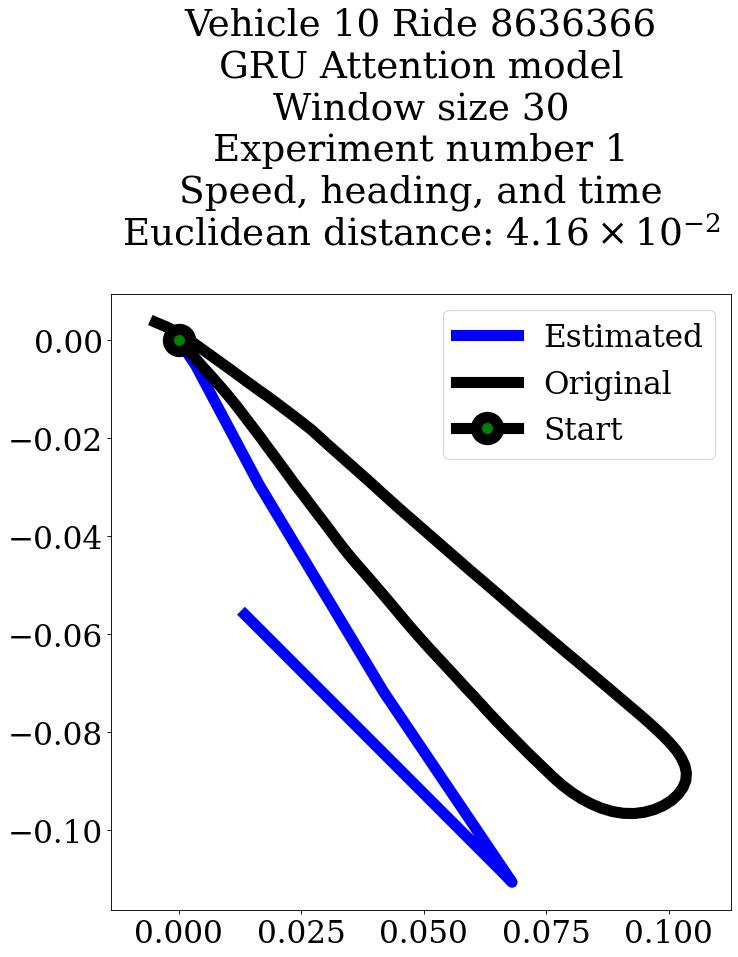 Vehicle 10 Ride 8636366
GRU Attention model
Window size 30
Experiment number 1
Speed, heading, and time
Euclidean distance: 4.16 × 10⁻²
Estimated
Original
Start
0.00
−0.02
−0.04
−0.06
−0.08
−0.10
0.000 0.025 0.050 0.075 0.100